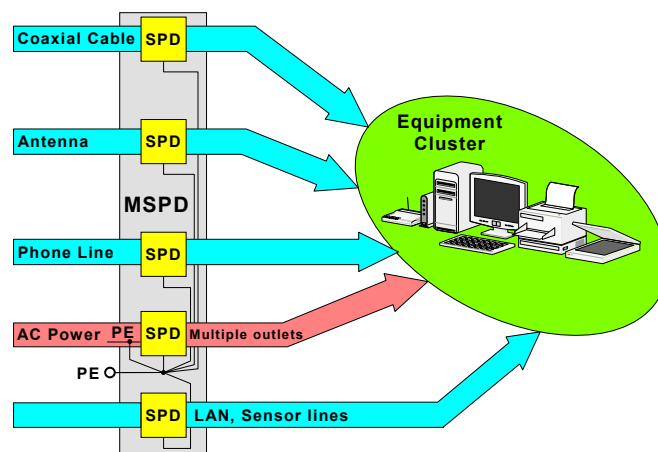 Coaxial Cable
SPD
Equipment
Cluster
Antenna
SPD
MSPD
Phone Line
SPD
AC Power
PE
SPD
Multiple outlets
PE
SPD
LAN, Sensor lines